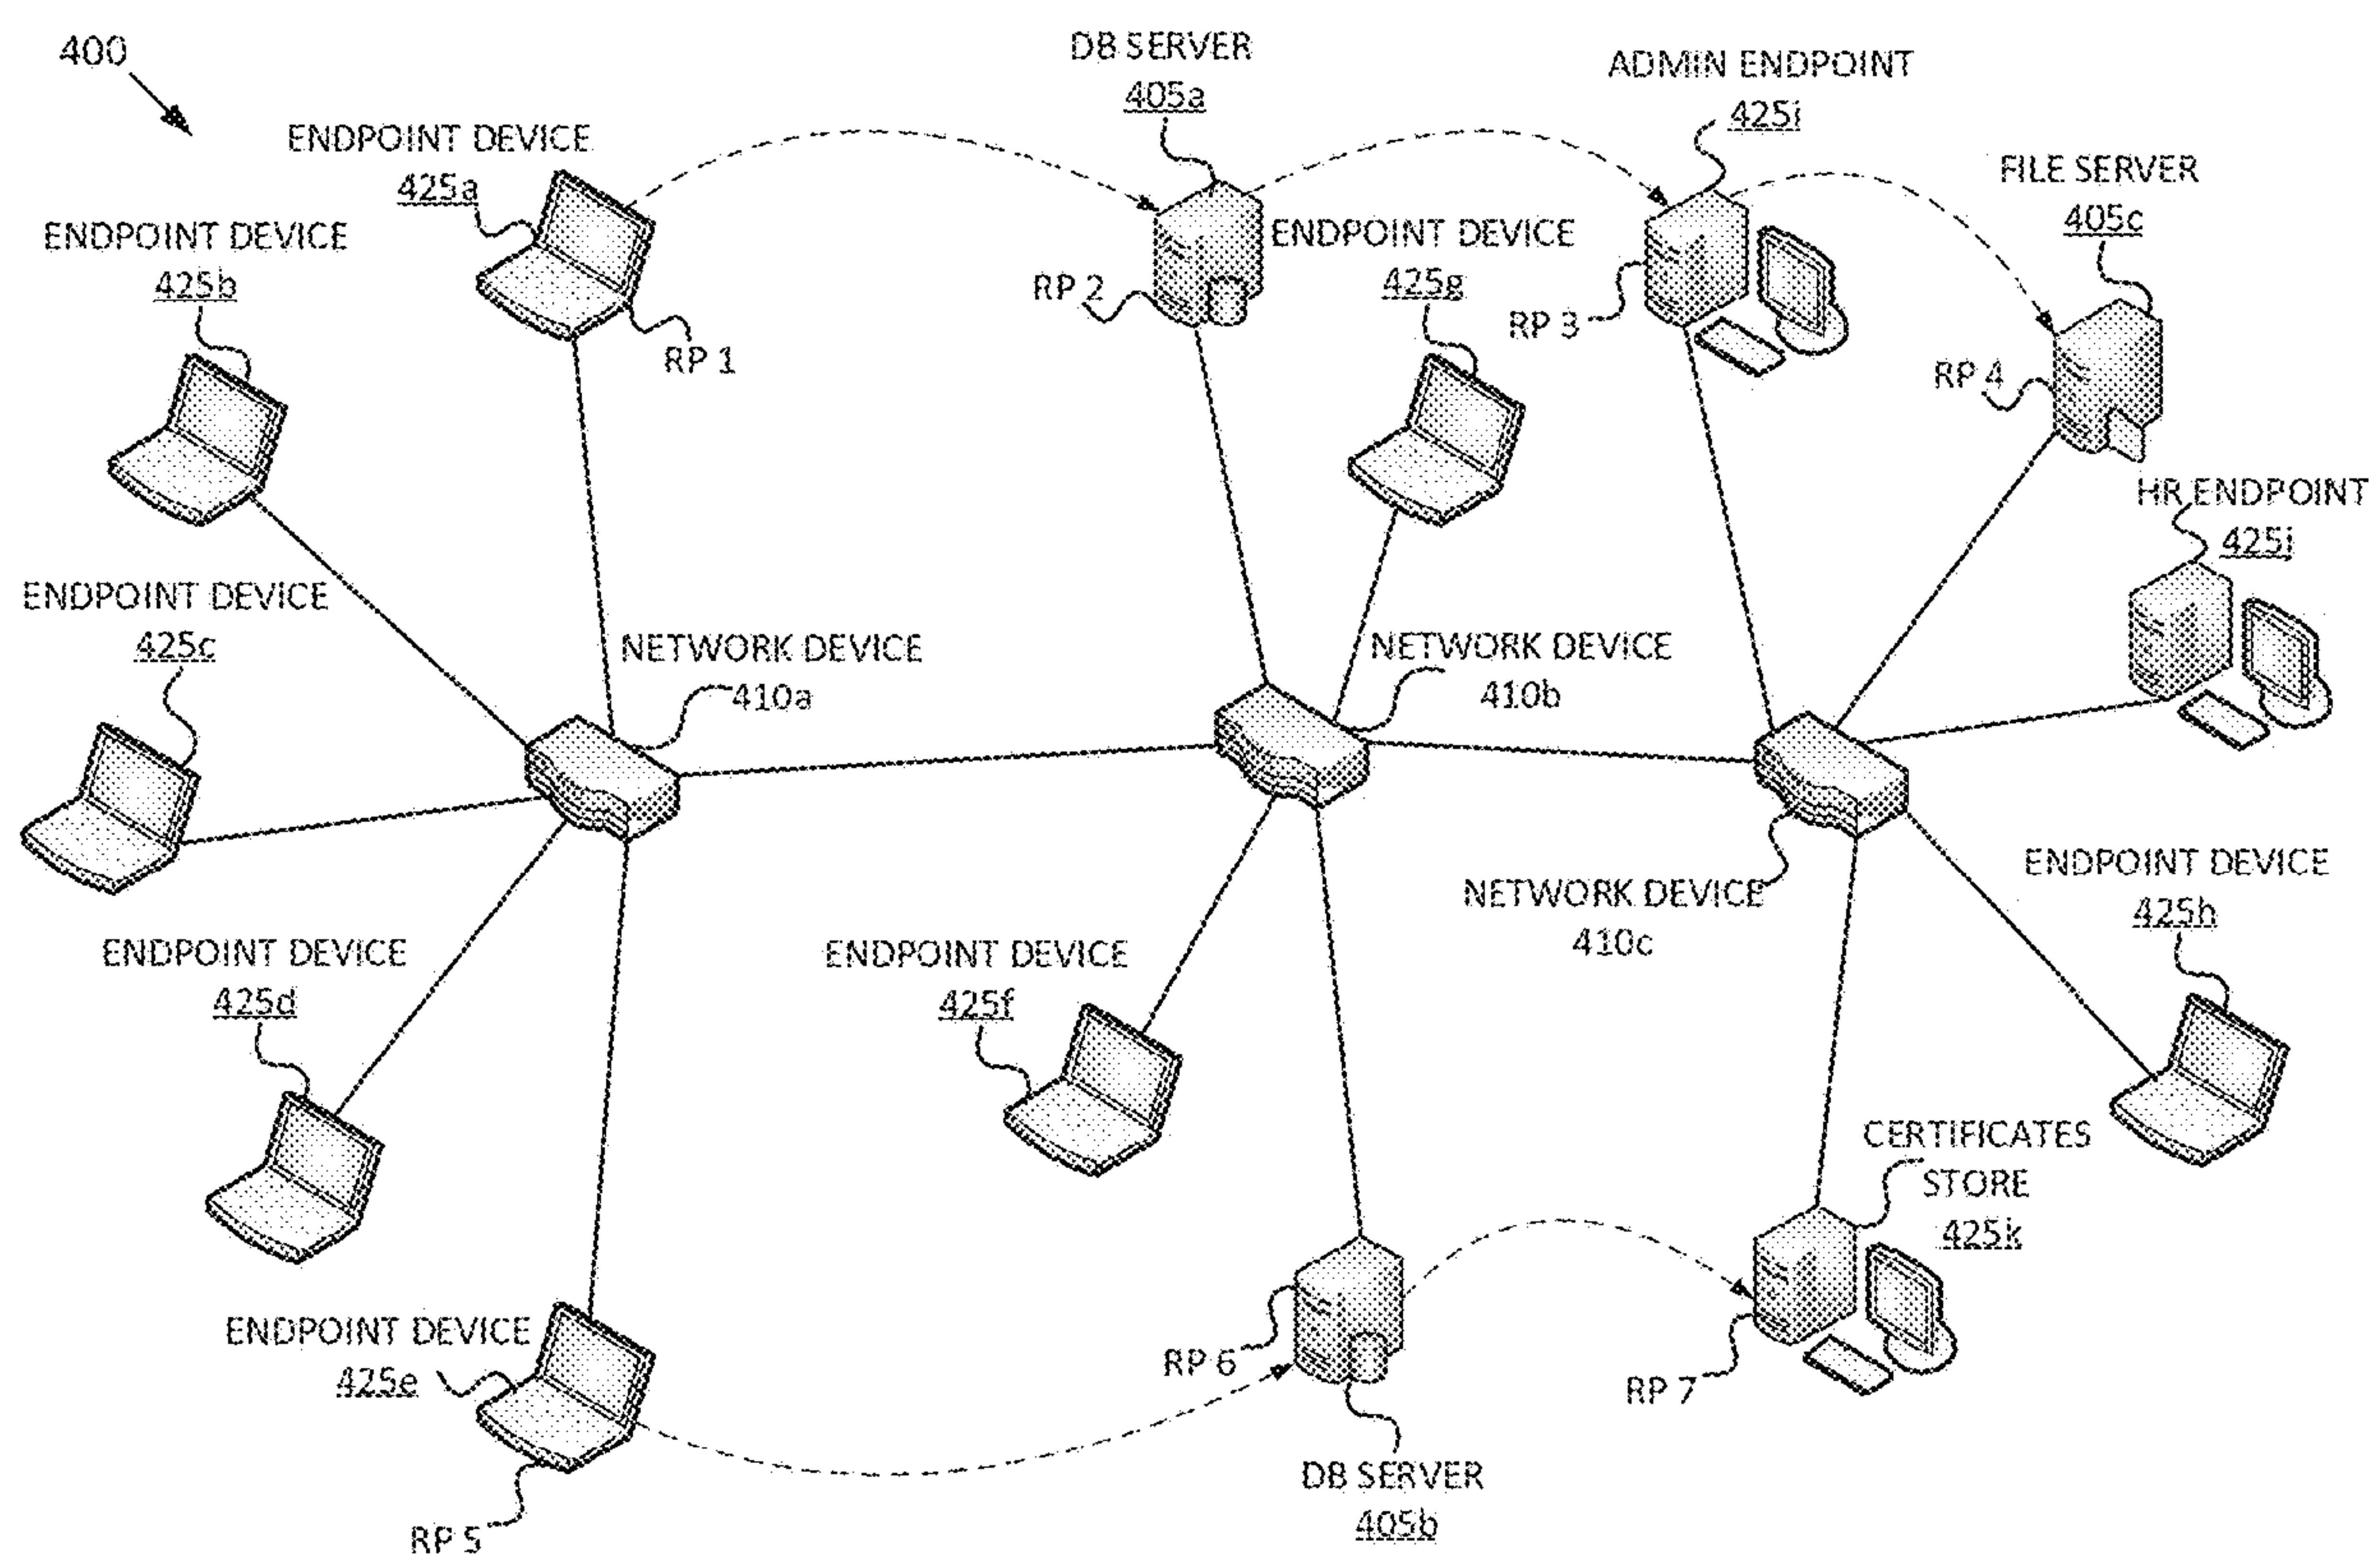 400
DB SERVER
405a
ADMIN ENDPOINT
425i
ENDPOINT DEVICE
425a
FILE SERVER
405c
ENDPOINT DEVICE
425b
ENDPOINT DEVICE
425g
RP 2
RP 3
RP 1
RP 4
HR ENDPOINT
425j
ENDPOINT DEVICE
425c
NETWORK DEVICE
410a
NETWORK DEVICE
410b
NETWORK DEVICE
410c
ENDPOINT DEVICE
425h
ENDPOINT DEVICE
425d
ENDPOINT DEVICE
425f
CERTIFICATES
STORE
425k
ENDPOINT DEVICE
425e
RP 6
RP 7
DB SERVER
405b
RP 5